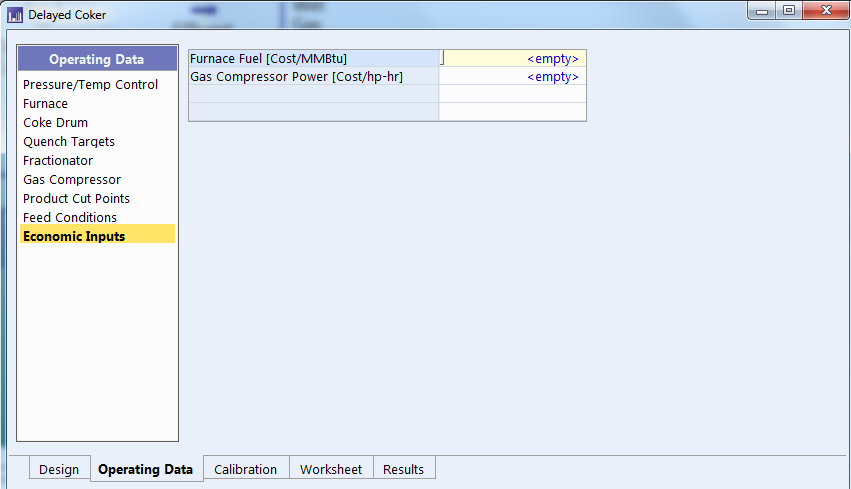 Delayed Coker
Operating Data
Pressure/Temp Control
Furnace
Coke Drum
Quench Targets
Fractionator
Gas Compressor
Product Cut Points
Feed Conditions
Economic Inputs
Furnace Fuel [Cost/MMBtu] <empty>
Gas Compressor Power [Cost/hp-hr] <empty>
Design Operating Data Calibration Worksheet Results